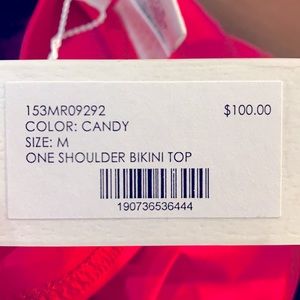 153MR09292 $100.00
COLOR: CANDY
SIZE: M
ONE SHOULDER BIKINI TOP
190736536444